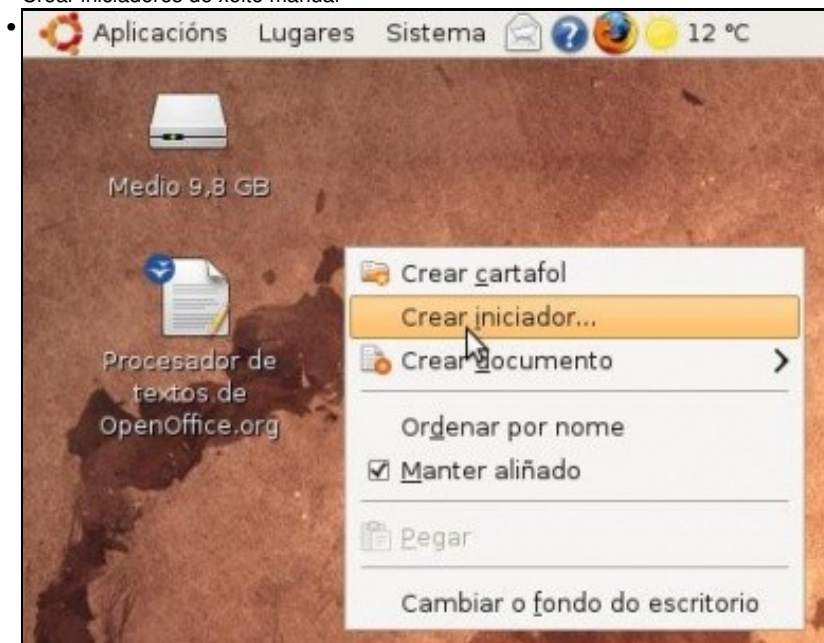 Crear iniciadores de xeito manual
Aplicacións Lugares Sistema 12 °C
Medio 9,8 GB
Procesador de
textos de
OpenOffice.org
Crear cartafol
Crear iniciador...
Crear documento
Ordenar por nome
Manter aliñado
Pegar
Cambiar o fondo do escritorio